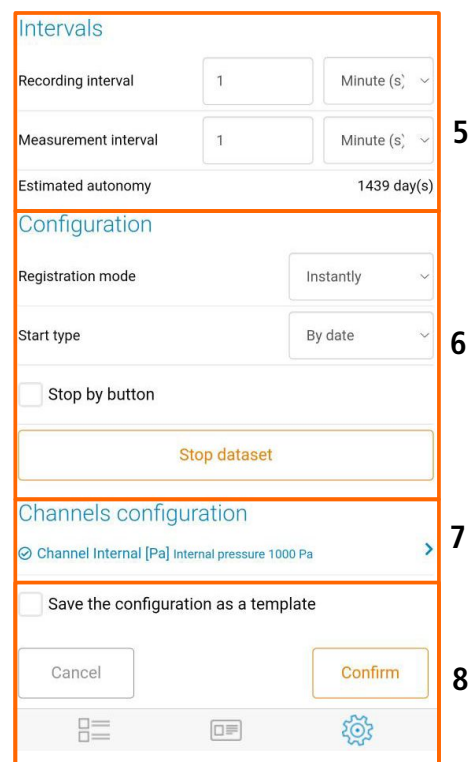 Intervals
Recording interval 1 Minute (s)
5
Measurement interval 1 Minute (s)
Estimated autonomy 1439 day(s)
Configuration
Registration mode Instantly
Start type By date
6
Stop by button
Stop dataset
Channels configuration
7
Channel Internal [Pa] Internal pressure 1000 Pa
Save the configuration as a template
Cancel Confirm
8